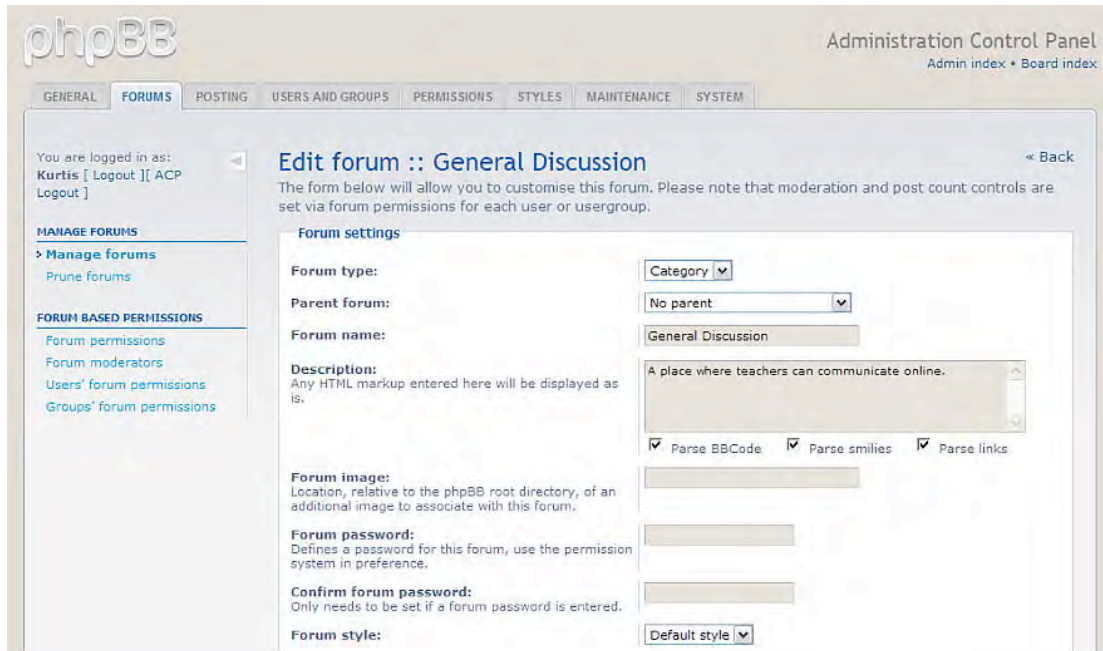 phpBB
Administration Control Panel
Admin index • Board index
GENERAL FORUMS POSTING USERS AND GROUPS PERMISSIONS STYLES MAINTENANCE SYSTEM
You are logged in as:
Kurtis [ Logout ][ ACP
Logout ]
MANAGE FORUMS
Manage forums
Prune forums
FORUM BASED PERMISSIONS
Forum permissions
Forum moderators
Users' forum permissions
Groups' forum permissions
« Back
Edit forum :: General Discussion
The form below will allow you to customise this forum. Please note that moderation and post count controls are
set via forum permissions for each user or usergroup.
Forum settings
Forum type: Category
Parent forum: No parent
Forum name: General Discussion
Description: A place where teachers can communicate online.
Any HTML markup entered here will be displayed as
is.
Parse BBCode Parse smilies Parse links
Forum image:
Location, relative to the phpBB root directory, of an
additional image to associate with this forum.
Forum password:
Defines a password for this forum, use the permission
system in preference.
Confirm forum password:
Only needs to be set if a forum password is entered.
Forum style: Default style